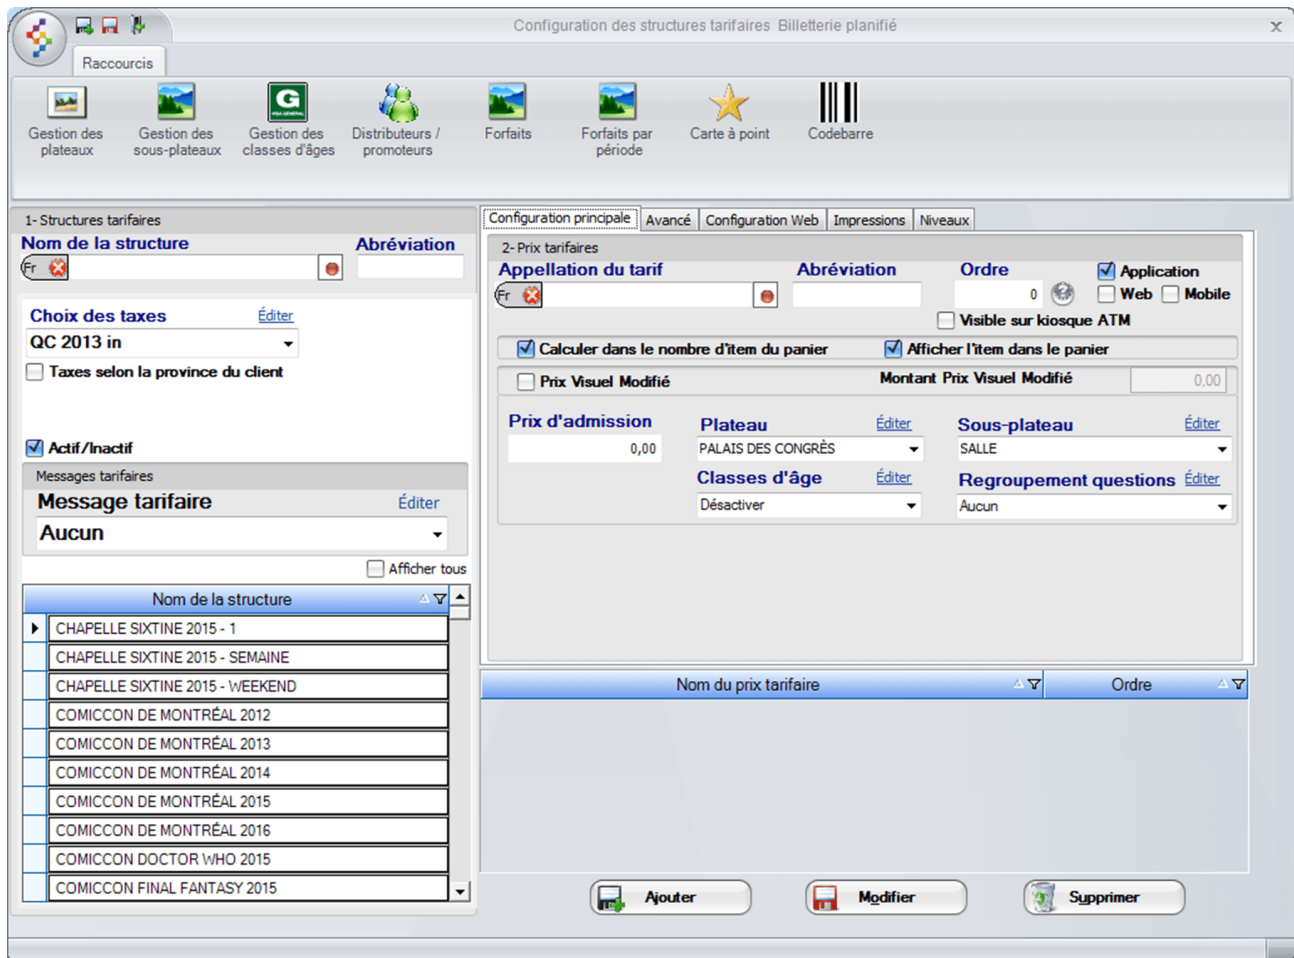 Configuration des structures tarifaires Billetterie planifié
x
Raccourcis
Gestion des plateaux
Gestion des sous-plateaux
G
Gestion des classes d'âges
Distributeurs / promoteurs
Forfaits
Forfaits par période
Carte à point
Codebarre
1- Structures tarifaires
Nom de la structure
Abréviation
Fr
Choix des taxes
Éditer
QC 2013 in
Taxes selon la province du client
Actif/Inactif
Messages tarifaires
Message tarifaire
Éditer
Aucun
Afficher tous
Nom de la structure
CHAPELLE SIXTINE 2015 - 1
CHAPELLE SIXTINE 2015 - SEMAINE
CHAPELLE SIXTINE 2015 - WEEKEND
COMICCON DE MONTRÉAL 2012
COMICCON DE MONTRÉAL 2013
COMICCON DE MONTRÉAL 2014
COMICCON DE MONTRÉAL 2015
COMICCON DE MONTRÉAL 2016
COMICCON DOCTOR WHO 2015
COMICCON FINAL FANTASY 2015
Configuration principale
Avancé
Configuration Web
Impressions
Niveaux
2- Prix tarifaires
Appellation du tarif
Abréviation
Ordre
Application
Fr
0
Web
Mobile
Visible sur kiosque ATM
Calculer dans le nombre d'item du panier
Afficher l'item dans le panier
Prix Visuel Modifié
Montant Prix Visuel Modifié
0,00
Prix d'admission
0,00
Plateau
Éditer
PALAIS DES CONGRÈS
Sous-plateau
Éditer
SALLE
Classes d'âge
Éditer
Désactiver
Regroupement questions
Éditer
Aucun
Nom du prix tarifaire
Ordre
Ajouter
Modifier
Supprimer